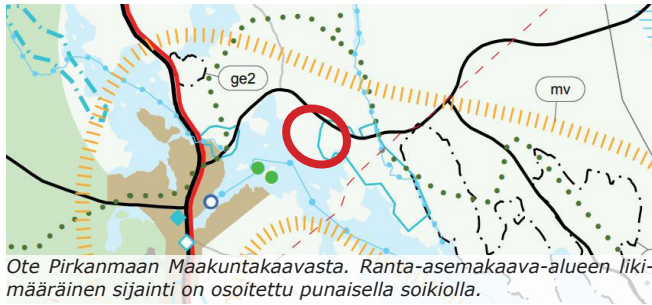 ge2
mv
Ote Pirkanmaan Maakuntakaavasta. Ranta-asemakaava-alueen liki-
määräinen sijainti on osoitettu punaisella soikiolla.